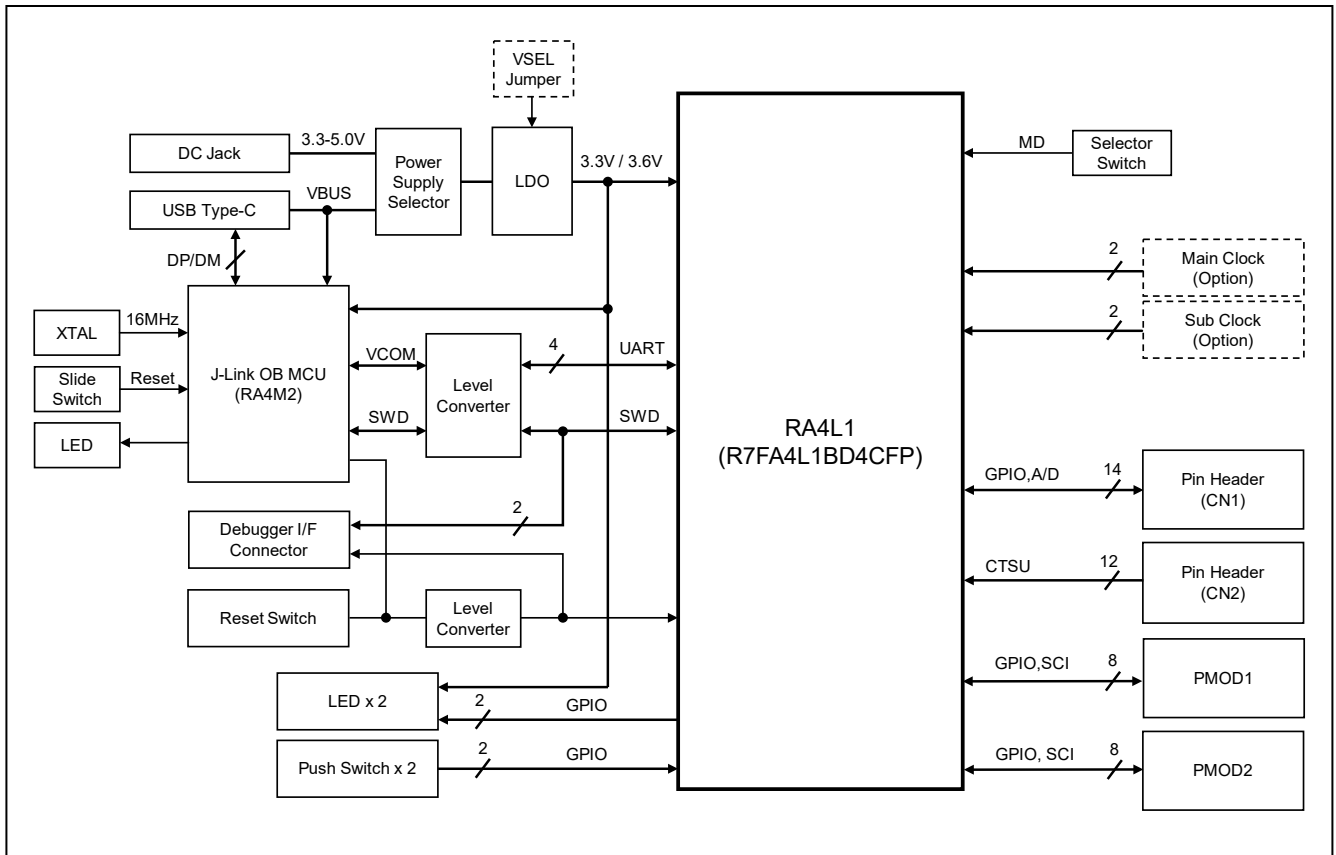 VSEL
Jumper
DC Jack
3.3-5.0V
Power
Supply
Selector
LDO
3.3V / 3.6V
USB Type-C
VBUS
DP/DM
XTAL
16MHz
Slide
Switch
Reset
LED
J-Link OB MCU
(RA4M2)
VCOM
SWD
Level
Converter
4
UART
SWD
2
Debugger I/F
Connector
Reset Switch
Level
Converter
LED x 2
2
GPIO
Push Switch x 2
2
GPIO
RA4L1
(R7FA4L1BD4CFP)
MD
Selector
Switch
2
Main Clock
(Option)
2
Sub Clock
(Option)
GPIO,A/D
14
Pin Header
(CN1)
CTSU
12
Pin Header
(CN2)
GPIO,SCI
8
PMOD1
GPIO, SCI
8
PMOD2